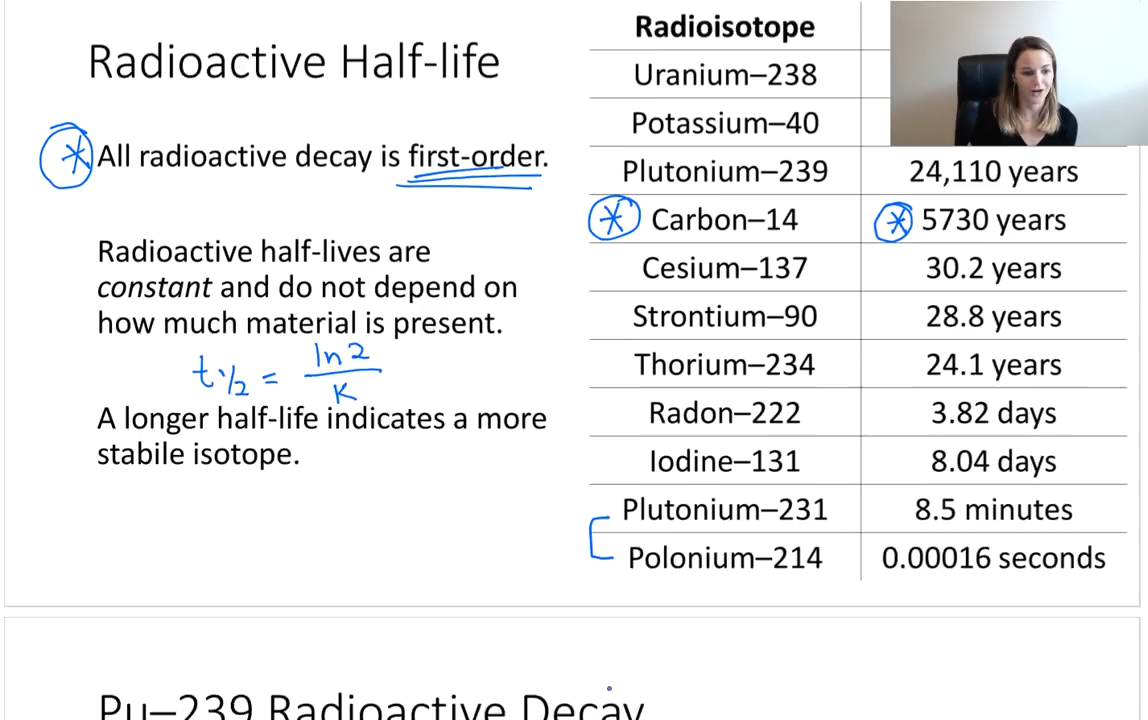 Radioactive Half-life
* All radioactive decay is first-order.
Radioactive half-lives are
constant and do not depend on
how much material is present.
t 1/2 = ln 2 / k
A longer half-life indicates a more
stabile isotope.
Radioisotope
Uranium–238
Potassium–40
Plutonium–239 24,110 years
* Carbon–14 * 5730 years
Cesium–137 30.2 years
Strontium–90 28.8 years
Thorium–234 24.1 years
Radon–222 3.82 days
Iodine–131 8.04 days
Plutonium–231 8.5 minutes
Polonium–214 0.00016 seconds
Pu–239 Radioactive Decay